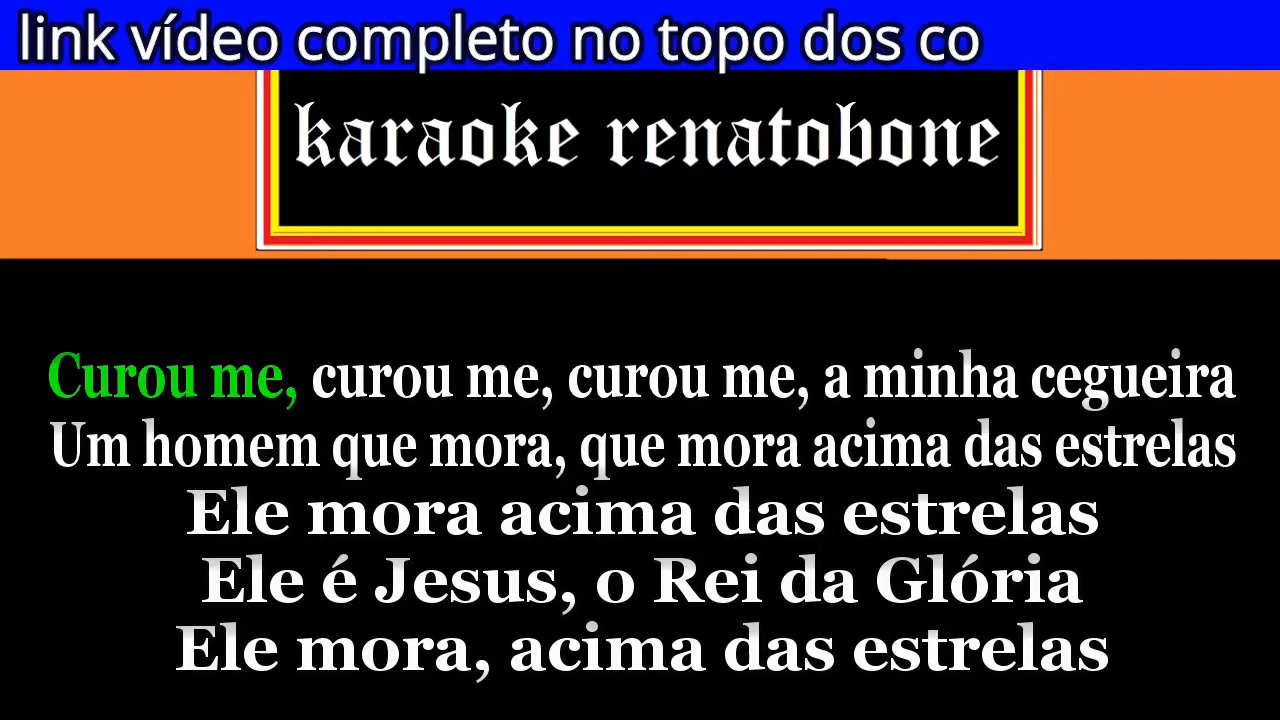 link vídeo completo no topo dos co
karaoke renatobone
Curou me, curou me, curou me, a minha cegueira
Um homem que mora, que mora acima das estrelas
Ele mora acima das estrelas
Ele é Jesus, o Rei da Glória
Ele mora, acima das estrelas